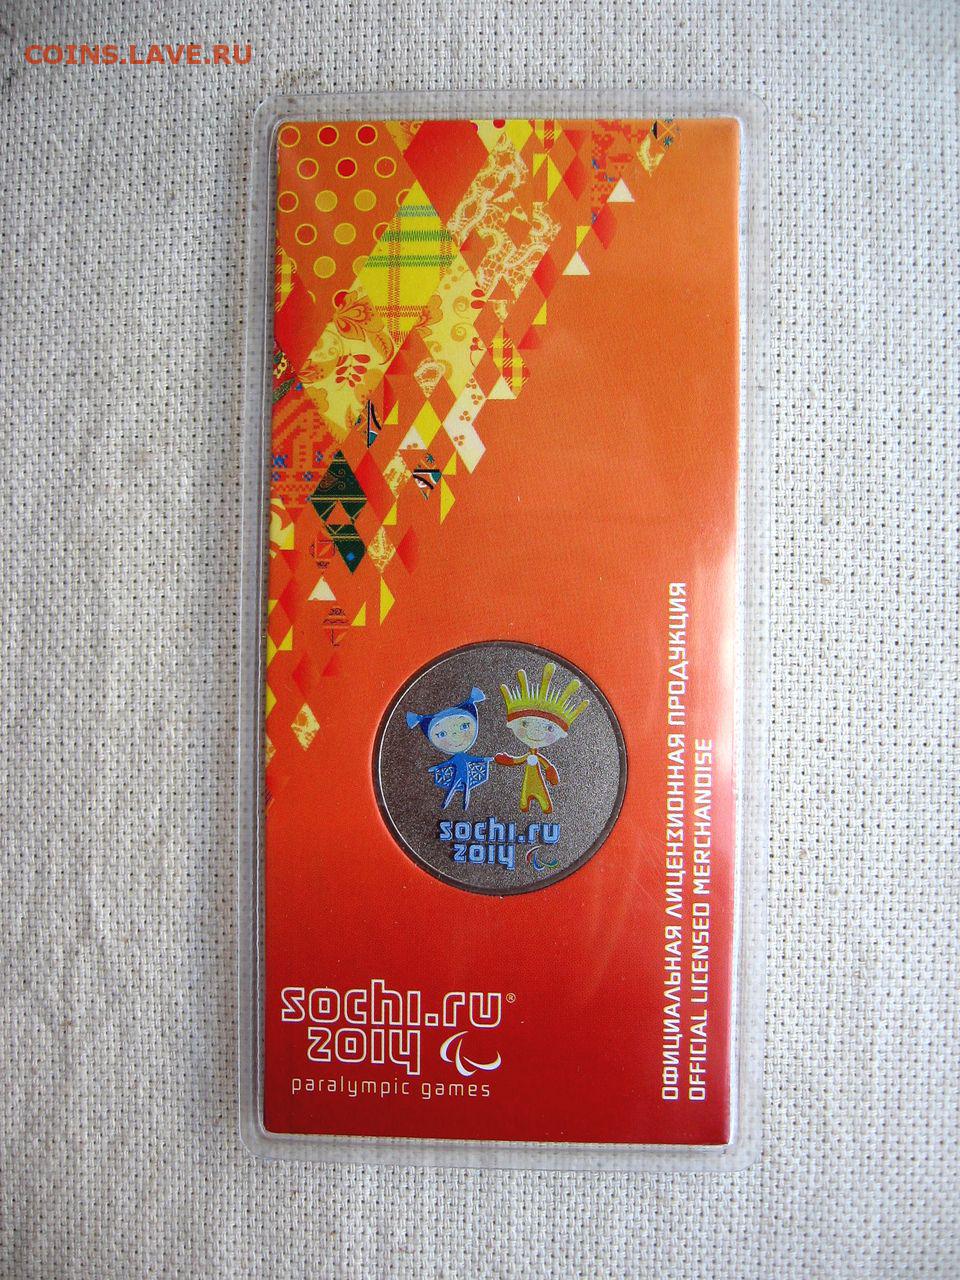 COINS.LAVE.RU
sochi.ru
2014
sochi.ru®
2014
paralympic games
ОФИЦИАЛЬНАЯ ЛИЦЕНЗИОННАЯ ПРОДУКЦИЯ
OFFICIAL LICENSED MERCHANDISE